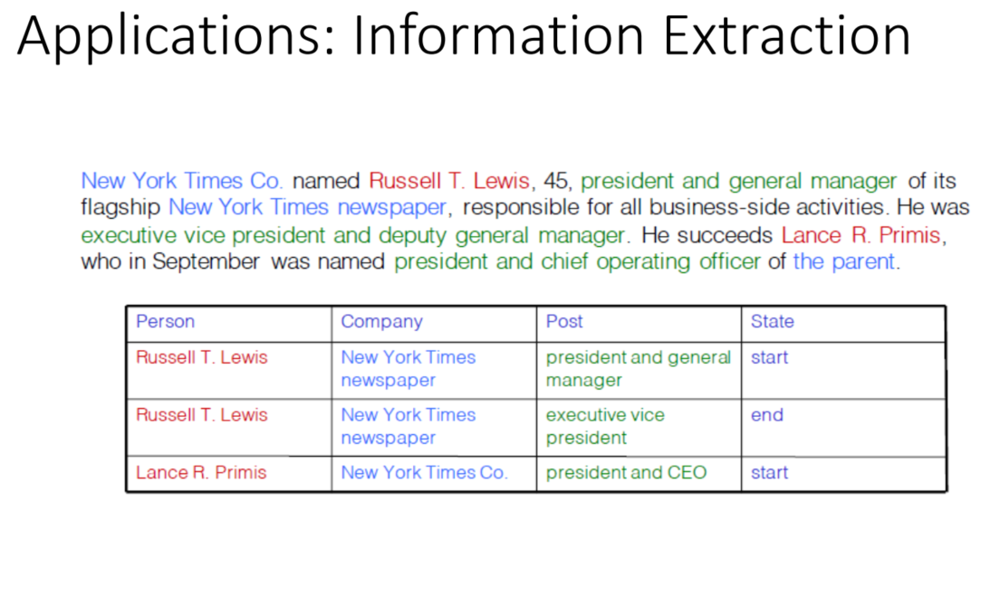 Applications: Information Extraction
New York Times Co. named Russell T. Lewis, 45, president and general manager of its
flagship New York Times newspaper, responsible for all business-side activities. He was
executive vice president and deputy general manager. He succeeds Lance R. Primis,
who in September was named president and chief operating officer of the parent.
Person Company Post State
Russell T. Lewis New York Times president and general start
newspaper manager
Russell T. Lewis New York Times executive vice end
newspaper president
Lance R. Primis New York Times Co. president and CEO start